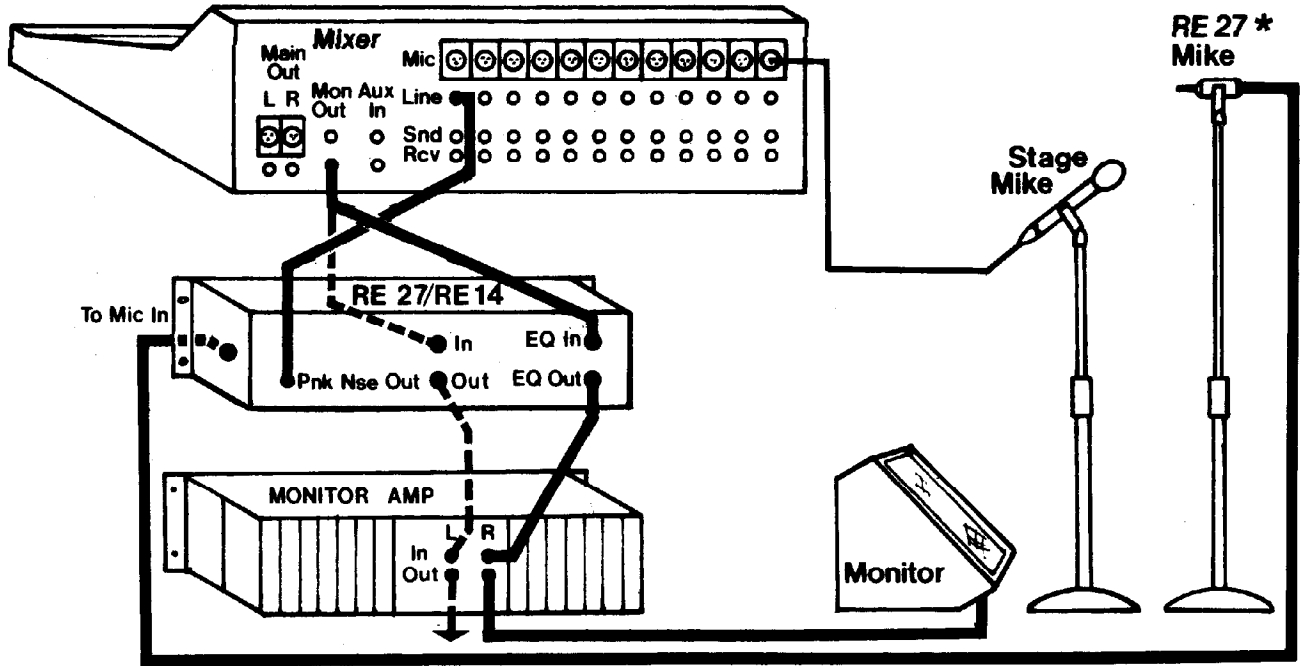 Mixer
Main
Out
L R
Mon
Out
Aux
In
Mic
Line
Snd
Rcv
RE 27 *
Mike
Stage
Mike
RE 27/RE14
To Mic In
In
EQ In
Pnk Nse Out
Out
EQ Out
MONITOR AMP
L R
In
Out
Monitor